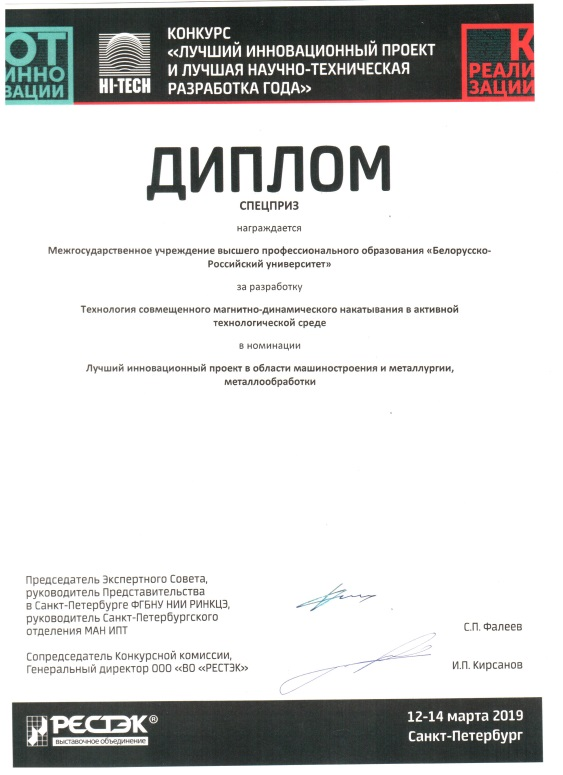 ОТ
ИННО
ВАЦИИ
HI-TECH
КОНКУРС
«ЛУЧШИЙ ИННОВАЦИОННЫЙ ПРОЕКТ
И ЛУЧШАЯ НАУЧНО-ТЕХНИЧЕСКАЯ
РАЗРАБОТКА ГОДА»
К
РЕАЛИ
ЗАЦИИ
ДИПЛОМ
СПЕЦПРИЗ
награждается
Межгосударственное учреждение высшего профессионального образования «Белорусско-
Российский университет»
за разработку
Технология совмещенного магнитно-динамического накатывания в активной
технологической среде
в номинации
Лучший инновационный проект в области машиностроения и металлургии,
металлообработки
Председатель Экспертного Совета,
руководитель Представительства
в Санкт-Петербурге ФГБНУ НИИ РИНКЦЭ,
руководитель Санкт-Петербургского
отделения МАН ИПТ
С.П. Фалеев
Сопредседатель Конкурсной комиссии,
Генеральный директор ООО «ВО «РЕСТЭК»
И.П. Кирсанов
РЕСТЭК®
выставочное объединение
12-14 марта 2019
Санкт-Петербург